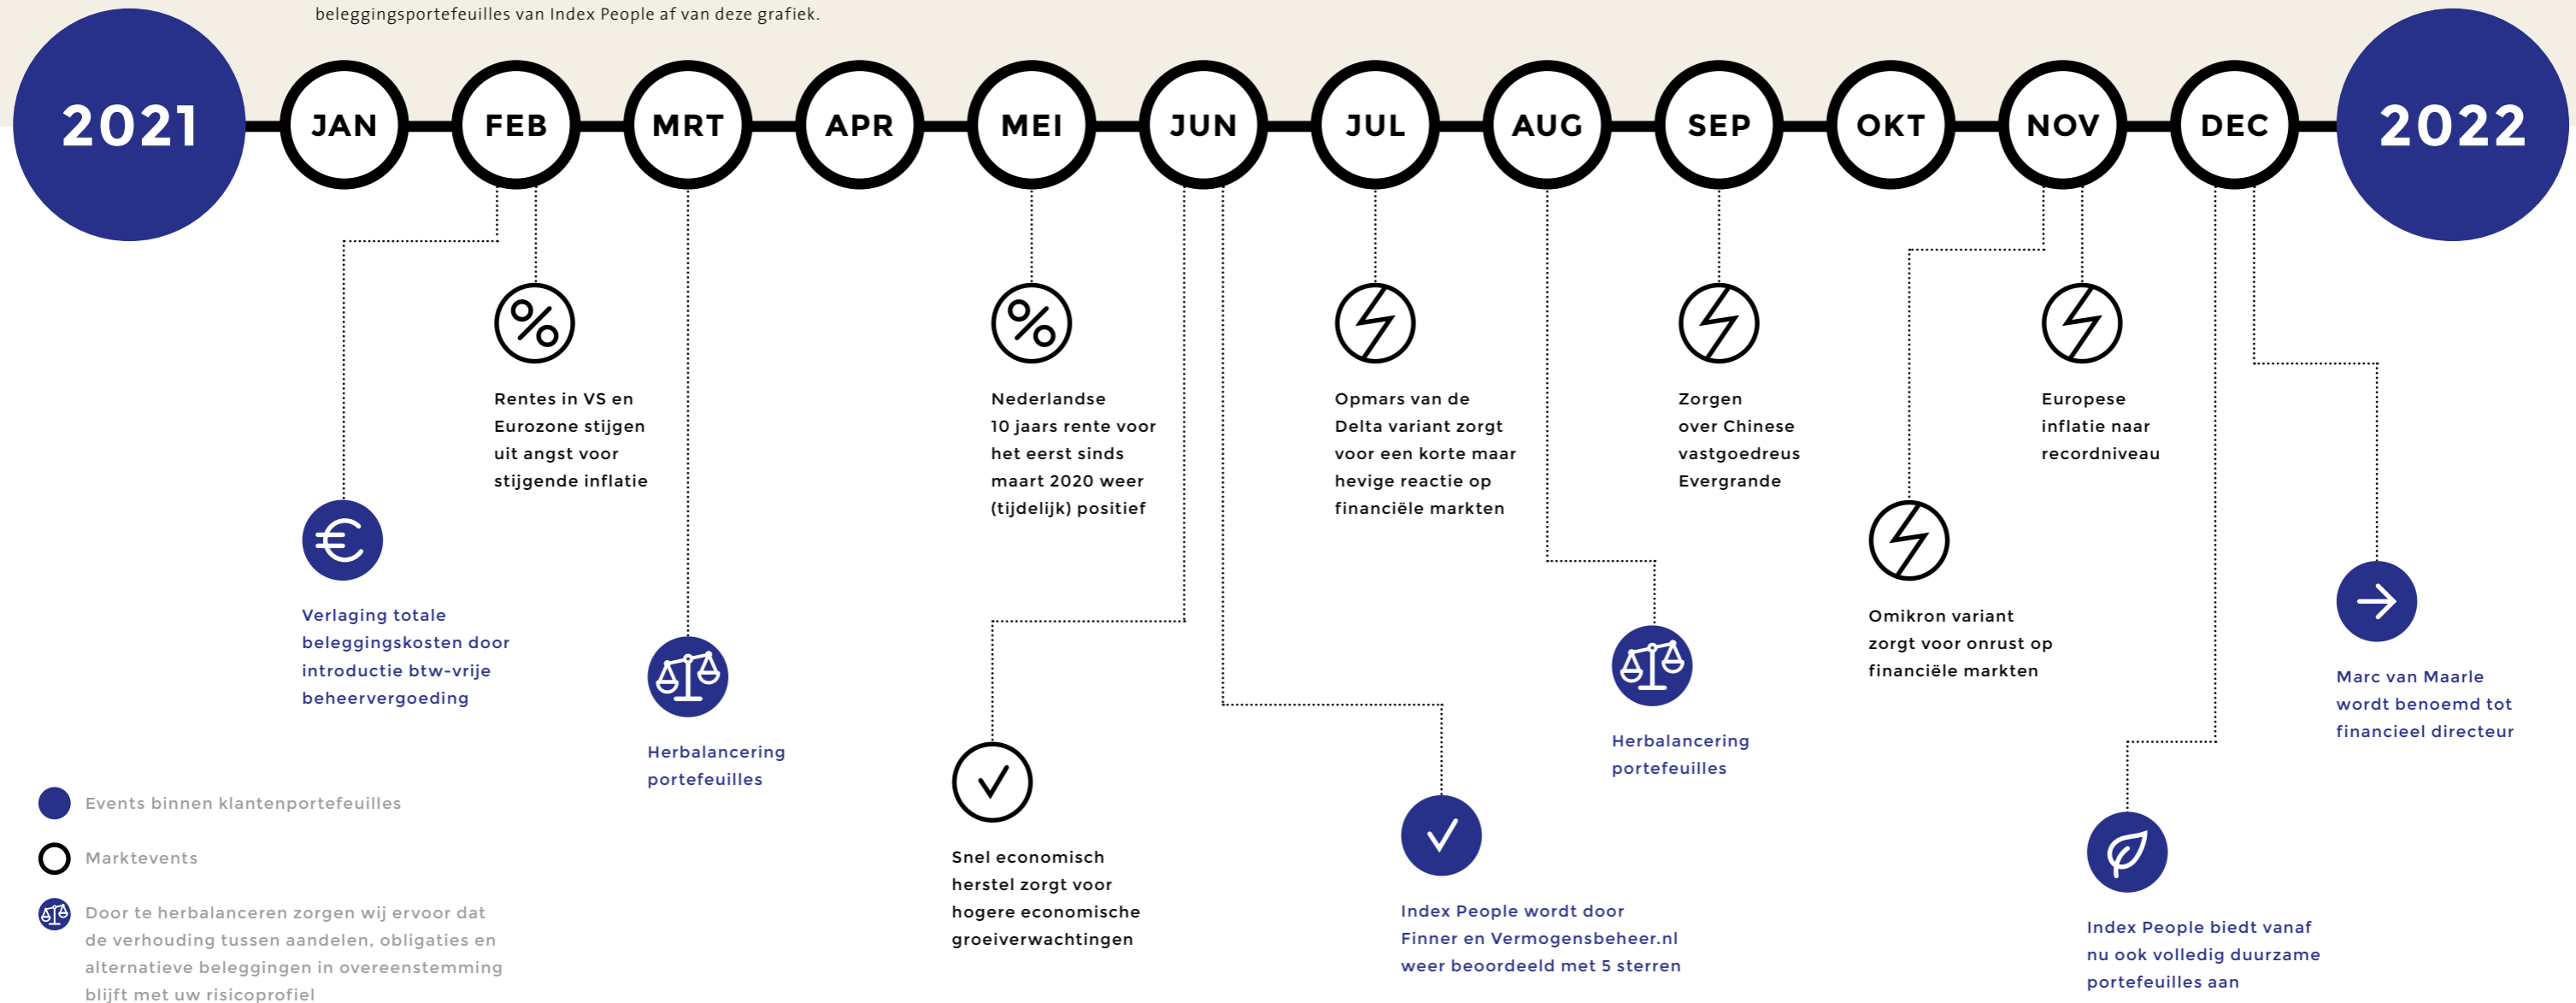 beleggingsportefeuilles van Index People af van deze grafiek.
2021
JAN
FEB
MRT
APR
MEI
JUN
JUL
AUG
SEP
OKT
NOV
DEC
2022
Verlaging totale
beleggingskosten door
introductie btw-vrije
beheervergoeding
Rentes in VS en
Eurozone stijgen
uit angst voor
stijgende inflatie
Herbalancering
portefeuilles
Nederlandse
10 jaars rente voor
het eerst sinds
maart 2020 weer
(tijdelijk) positief
Snel economisch
herstel zorgt voor
hogere economische
groeiverwachtingen
Index People wordt door
Finner en Vermogensbeheer.nl
weer beoordeeld met 5 sterren
Opmars van de
Delta variant zorgt
voor een korte maar
hevige reactie op
financiële markten
Herbalancering
portefeuilles
Zorgen
over Chinese
vastgoedreus
Evergrande
Omikron variant
zorgt voor onrust op
financiële markten
Europese
inflatie naar
recordniveau
Index People biedt vanaf
nu ook volledig duurzame
portefeuilles aan
Marc van Maarle
wordt benoemd tot
financieel directeur
Events binnen klantenportefeuilles
Marktevents
Door te herbalanceren zorgen wij ervoor dat
de verhouding tussen aandelen, obligaties en
alternatieve beleggingen in overeenstemming
blijft met uw risicoprofiel